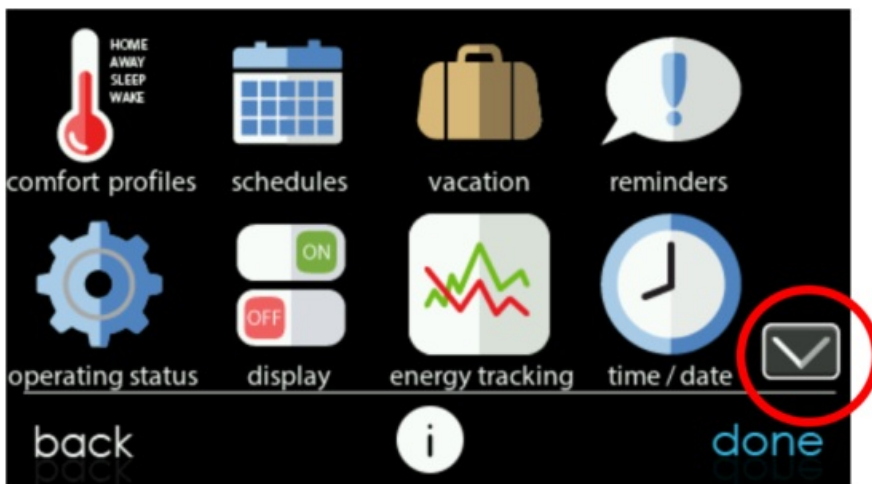 HOME
AWAY
SLEEP
WAKE
comfort profiles schedules vacation reminders
ON
OFF
operating status display energy tracking time / date
back i done